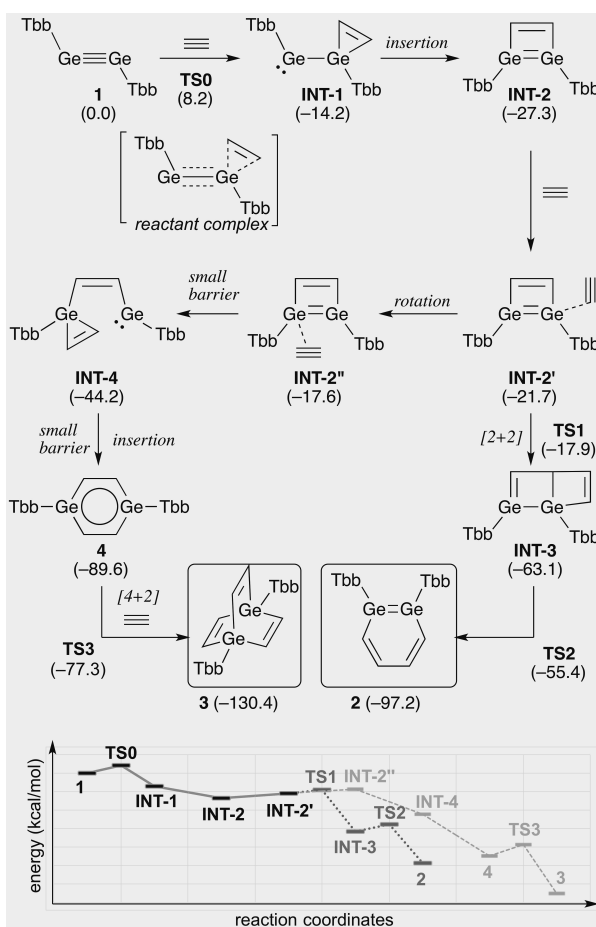 Tbb
Ge≡Ge
Tbb
1
(0.0)
TS0
(8.2)
Tbb
Ge
Ge
Tbb
INT-1
(−14.2)
insertion
Ge
Ge
Tbb
Tbb
INT-2
(−27.3)
Tbb
Ge
Ge
Tbb
reactant complex
Ge
Ge
Tbb
Tbb
INT-4
(−44.2)
small
barrier
Ge
Ge
Tbb
Tbb
INT-2"
(−17.6)
rotation
Ge
Ge
Tbb
Tbb
INT-2'
(−21.7)
small
barrier
insertion
[2+2]
TS1
(−17.9)
Tbb
Ge
Ge
Tbb
4
(−89.6)
Ge
Ge
Tbb
Tbb
INT-3
(−63.1)
[4+2]
TS3
(−77.3)
Tbb
Ge
Ge
Tbb
3 (−130.4)
Tbb
Tbb
Ge=Ge
2 (−97.2)
TS2
(−55.4)
energy (kcal/mol)
1
TS0
INT-1
INT-2
INT-2'
TS1
INT-2"
INT-3
TS2
2
INT-4
4
TS3
3
reaction coordinates